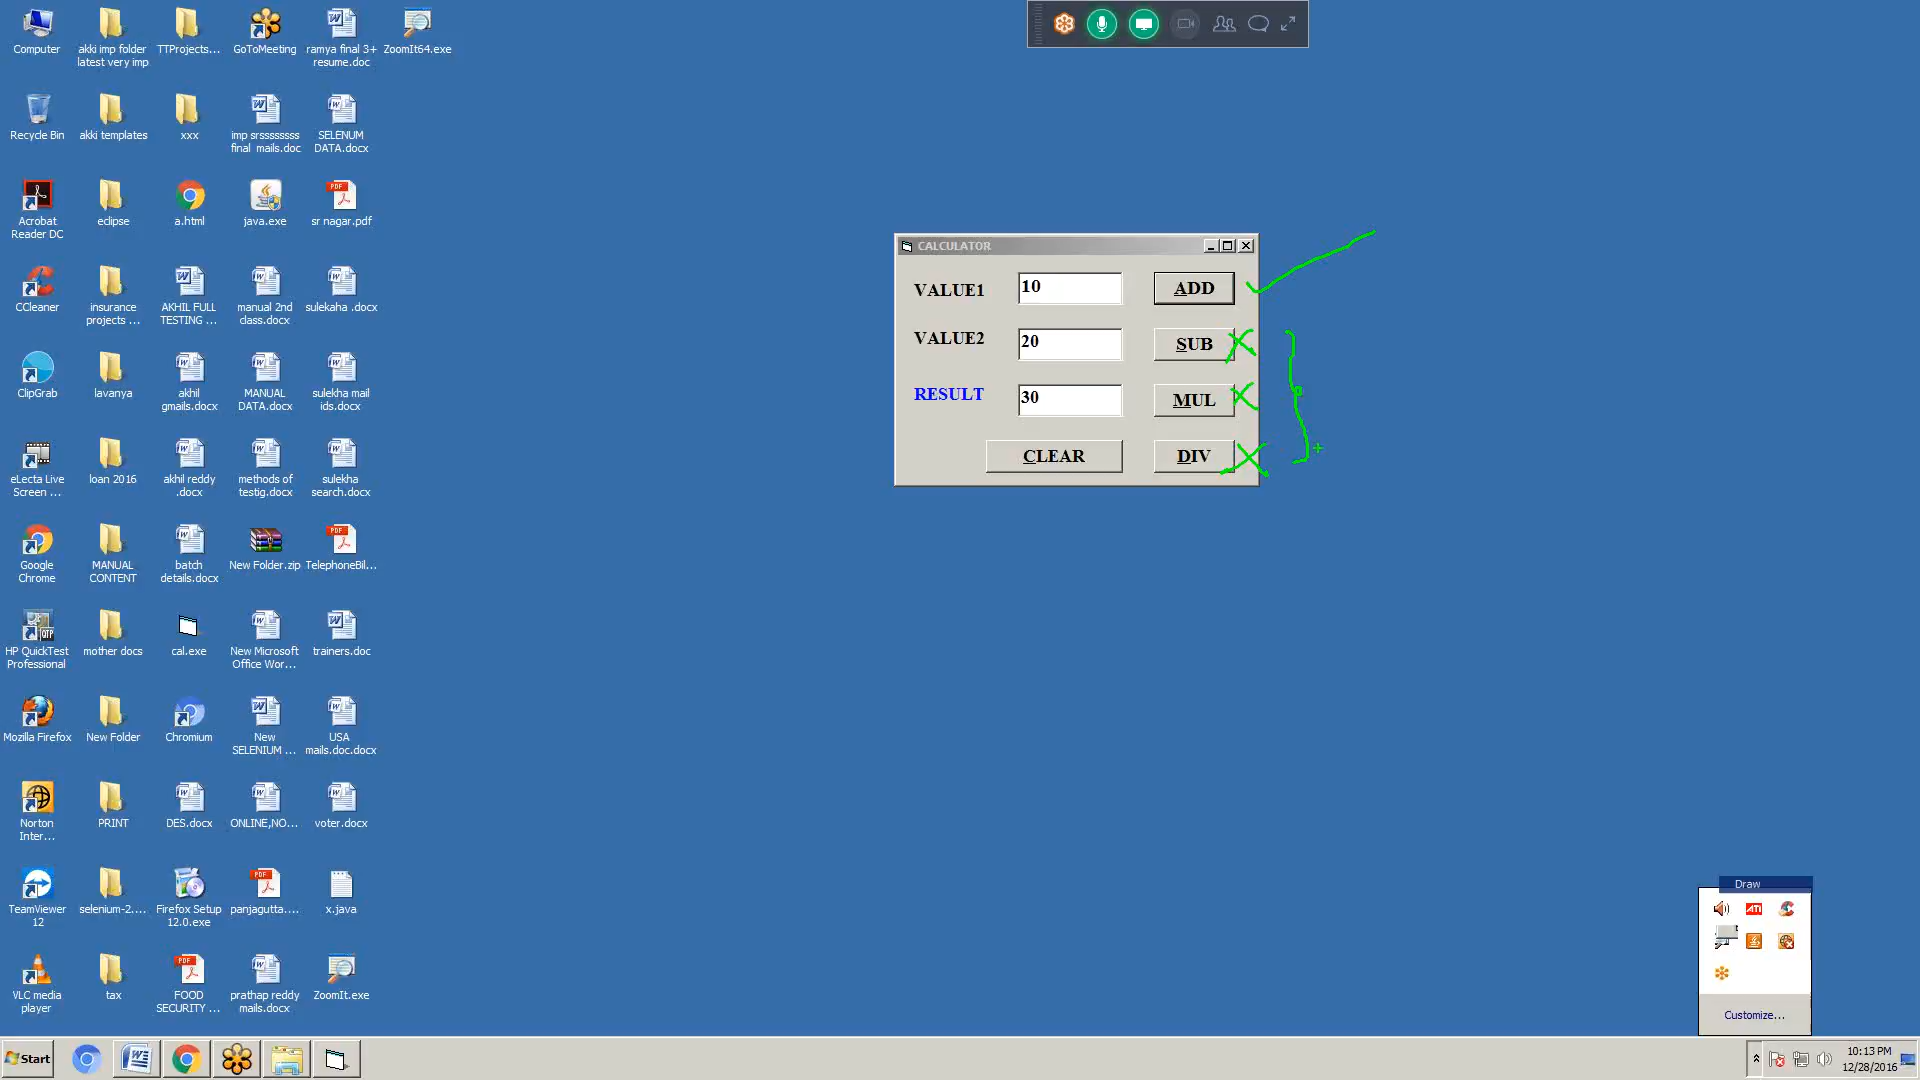 Computer
akki imp folder
latest very imp
TTProjects...
GoToMeeting
ramya final 3+
resume.doc
ZoomIt64.exe
Recycle Bin
akki templates
xxx
imp srsssssssss
final mails.doc
SELENUM
DATA.docx
Acrobat
Reader DC
eclipse
a.html
java.exe
sr nagar.pdf
CCleaner
insurance
projects ...
AKHIL FULL
TESTING ...
manual 2nd
class.docx
sulekaha .docx
ClipGrab
lavanya
akhil
gmails.docx
MANUAL
DATA.docx
sulekha mail
ids.docx
eLecta Live
Screen ...
loan 2016
akhil reddy
.docx
methods of
testig.docx
sulekha
search.docx
Google
Chrome
MANUAL
CONTENT
batch
details.docx
New Folder.zip
TelephoneBil...
HP QuickTest
Professional
mother docs
cal.exe
New Microsoft
Office Wor...
trainers.doc
Mozilla Firefox
New Folder
Chromium
New
SELENIUM ...
USA
mails.doc.docx
Norton
Inter...
PRINT
DES.docx
ONLINE,NO...
voter.docx
TeamViewer
12
selenium-2....
Firefox Setup
12.0.exe
panjagutta....
x.java
VLC media
player
tax
FOOD
SECURITY ...
prathap reddy
mails.docx
ZoomIt.exe
CALCULATOR
VALUE1 10 ADD
VALUE2 20 SUB
RESULT 30 MUL
CLEAR DIV
Draw
ATI
Customize...
Start
10:13 PM
12/28/2016